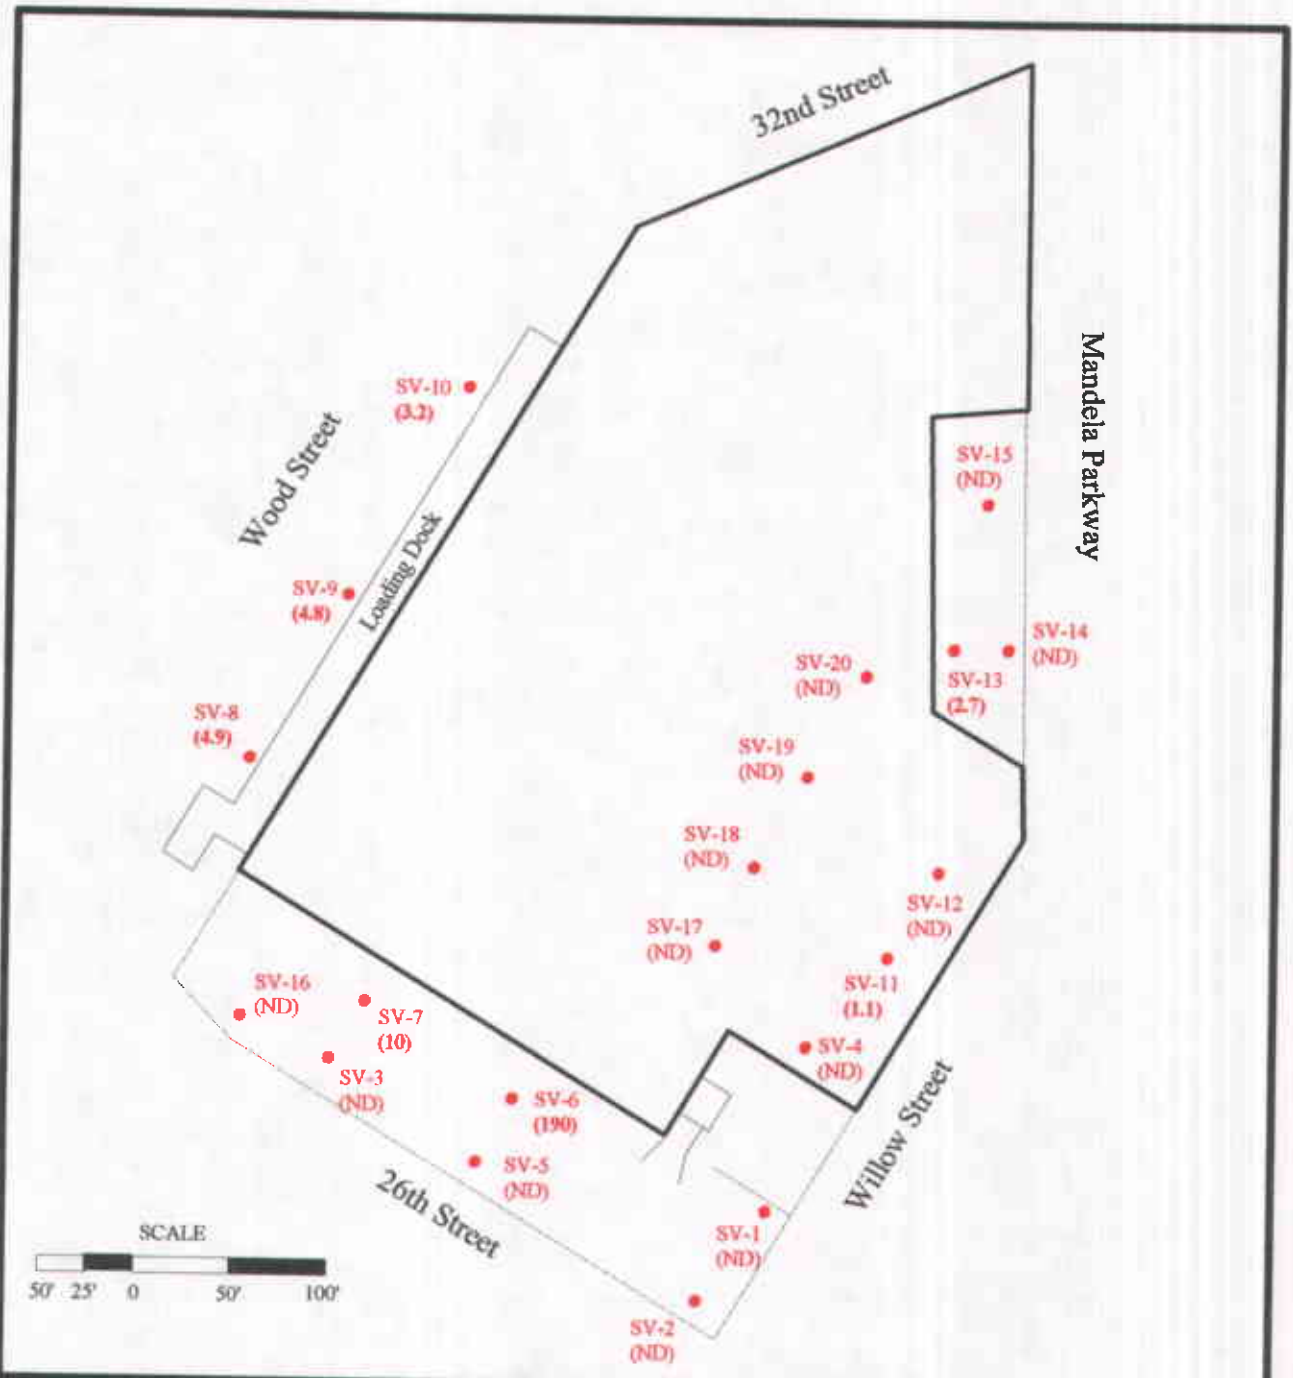 32nd Street
Mandela Parkway
SV-10
(3.2)
Wood Street
SV-15
(ND)
Loading Dock
SV-9
(4.8)
SV-14
(ND)
SV-20
(ND)
SV-13
(2.7)
SV-8
(4.9)
SV-19
(ND)
SV-18
(ND)
SV-12
(ND)
SV-17
(ND)
SV-11
(1.1)
SV-16
(ND)
SV-7
(10)
SV-4
(ND)
SV-3
(ND)
SV-6
(190)
Willow Street
SV-5
(ND)
26th Street
SV-1
(ND)
SCALE
50' 25' 0 50' 100'
SV-2
(ND)